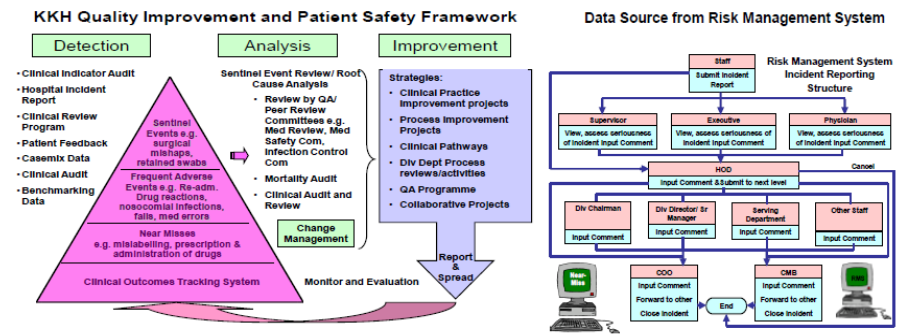 KKH Quality Improvement and Patient Safety Framework
Detection
Analysis
Improvement
• Clinical Indicator Audit
• Hospital Incident
Report
• Clinical Review
Program
• Patient Feedback
• Casemix Data
• Clinical Audit
• Benchmarking
Data
Sentinel
Events e.g.
surgical
mishaps,
retained swabs
Frequent Adverse
Events e.g. Re-adm.
Drug reactions,
nosocomial infections,
falls, med errors
Near Misses
e.g. mislabelling, prescription &
administration of drugs
Clinical Outcomes Tracking System
Sentinel Event Review/ Root
Cause Analysis
• Review by QA/
Peer Review
Committees e.g.
Med Review, Med
Safety Com,
Infection Control
Com
• Mortality Audit
• Clinical Audit and
Review
Change
Management
Monitor and Evaluation
Strategies:
• Clinical Practice
Improvement projects
• Process Improvement
Projects
• Clinical Pathways
• Div Dept Process
reviews/activities
• QA Programme
• Collaborative Projects
Report
&
Spread
Data Source from Risk Management System
Risk Management System
Incident Reporting
Structure
Staff
Submit Incident
Report
Supervisor
View, assess seriousness
of Incident Input Comment
Executive
View, assess seriousness of
Incident Input Comment
Physician
View, assess seriousness of
Incident Input Comment
HOD
Input Comment &Submit to next level
Cancel
Div Chairman
Input Comment
Div Director/ Sr
Manager
Input Comment
Serving
Department
Input Comment
Other Staff
Input Comment
Near-
Miss
COO
Input Comment
Forward to other
Close Incident
End
CMB
Input Comment
Forward to other
Close Incident
RMS